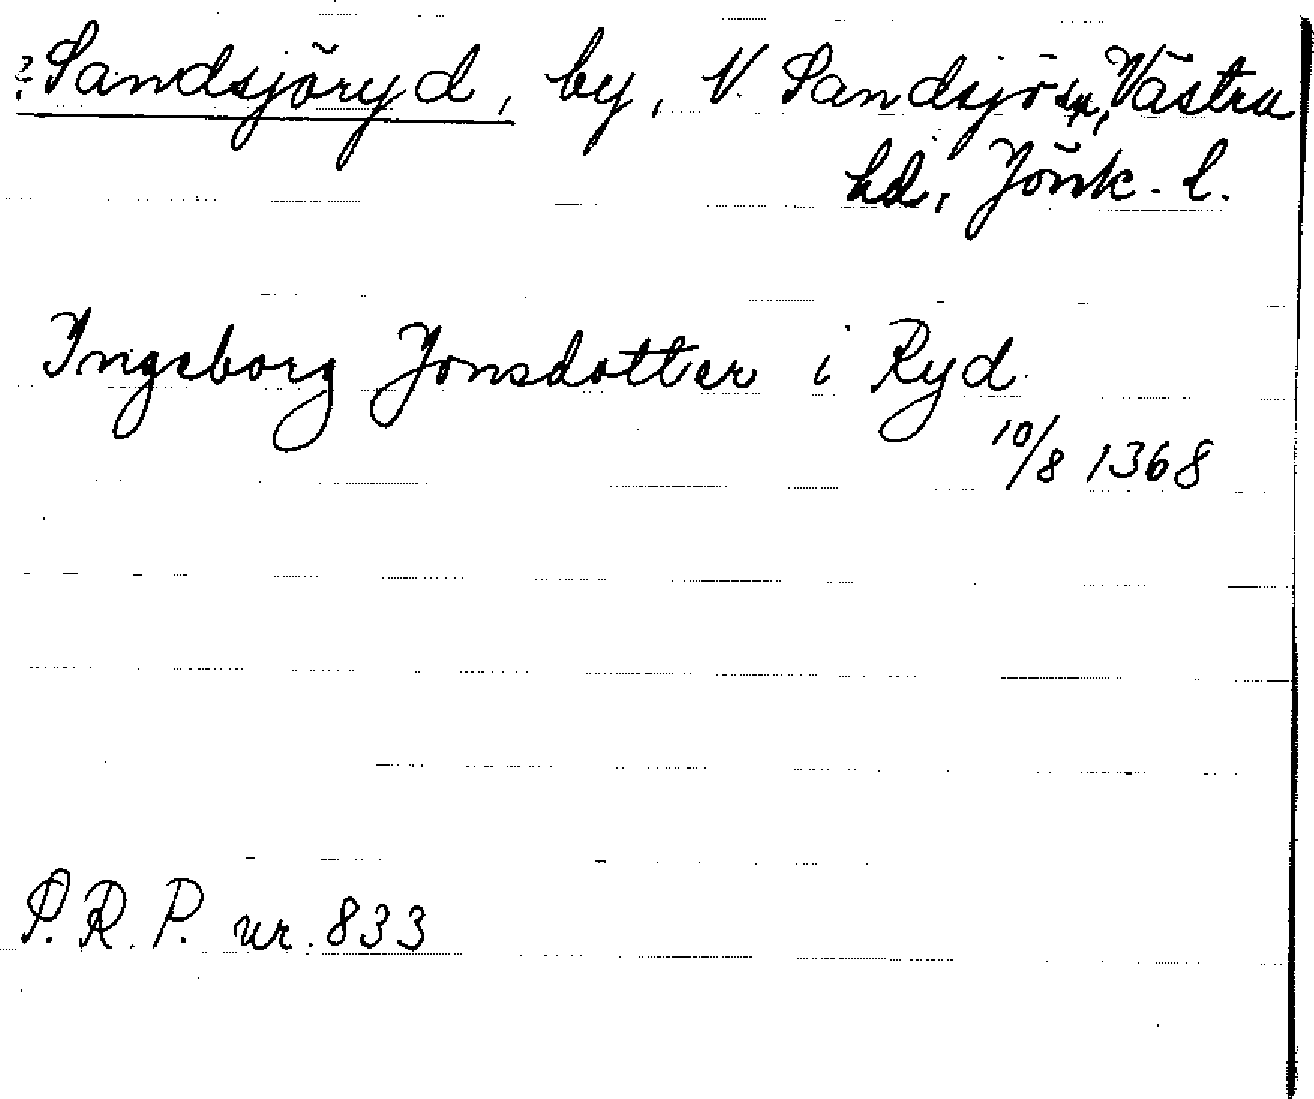 ? Sandsjöryd, by, N. Sandsjö sn, Västra
hd, Jönk. l.
Ingeborg Jonsdotter i Ryd.
10/8 1368
P.R.P. nr. 833